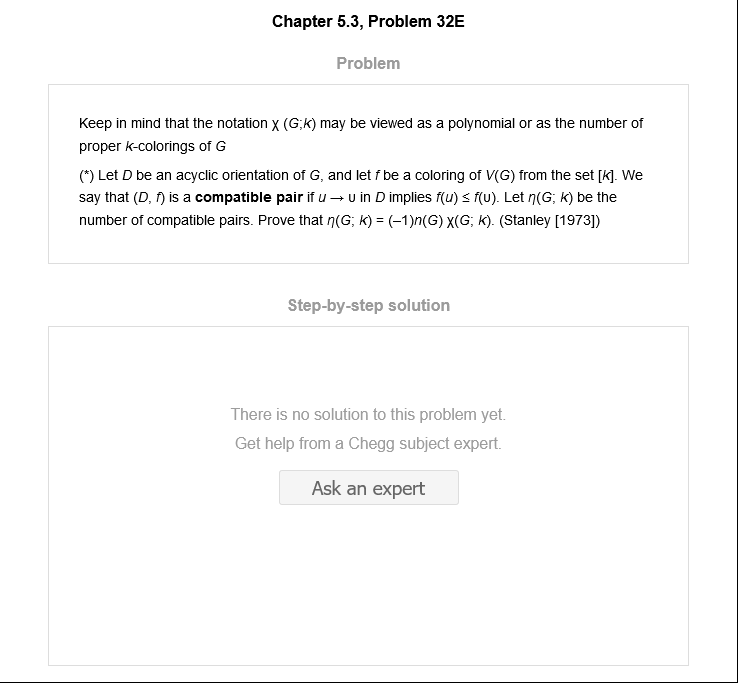 Chapter 5.3, Problem 32E
Problem
Keep in mind that the notation χ (G;k) may be viewed as a polynomial or as the number of
proper k-colorings of G
(*) Let D be an acyclic orientation of G, and let f be a coloring of V(G) from the set [k]. We
say that (D, f) is a compatible pair if u → υ in D implies f(u) ≤ f(υ). Let η(G; k) be the
number of compatible pairs. Prove that η(G; k) = (–1)n(G) χ(G; k). (Stanley [1973])
Step-by-step solution
There is no solution to this problem yet.
Get help from a Chegg subject expert.
Ask an expert